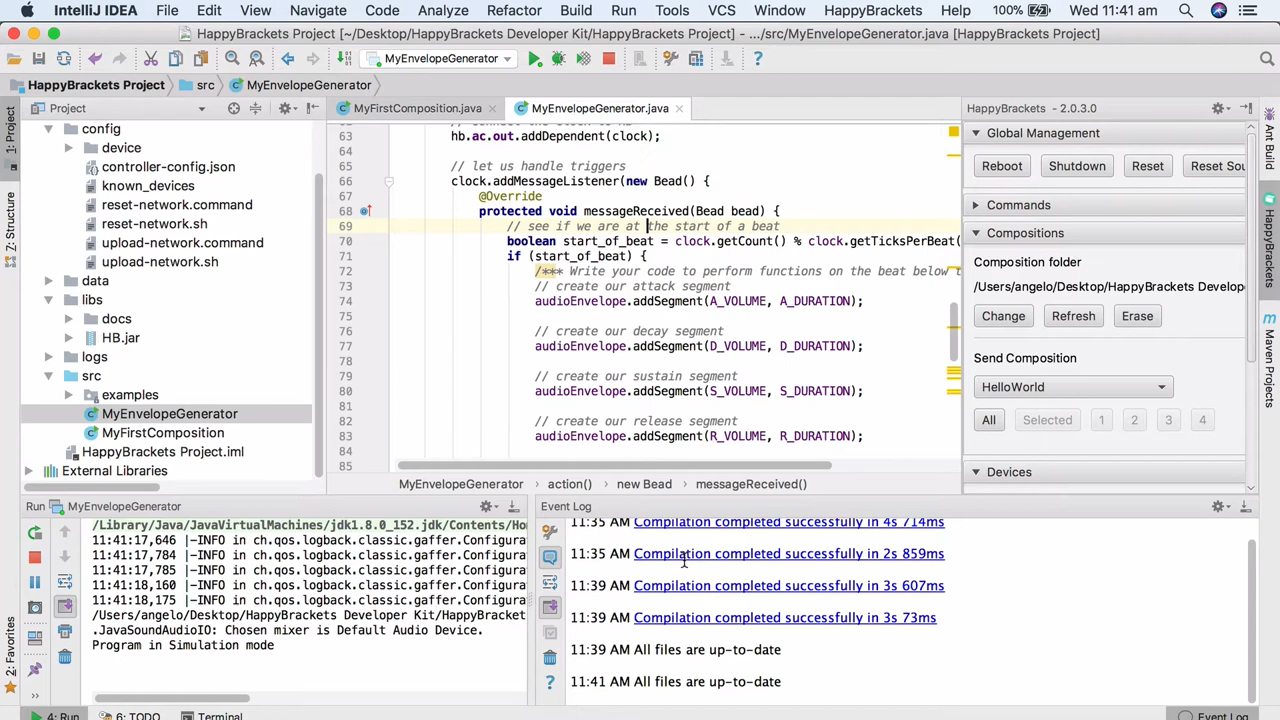 IntelliJ IDEA File Edit View Navigate Code Analyze Refactor Build Run Tools VCS Window HappyBrackets Help 100% Wed 11:41 am
HappyBrackets Project [~/Desktop/HappyBrackets Developer Kit/HappyBrackets Project] - .../src/MyEnvelopeGenerator.java [HappyBrackets Project]
MyEnvelopeGenerator
HappyBrackets Project src MyEnvelopeGenerator
Project
MyFirstComposition.java MyEnvelopeGenerator.java
HappyBrackets - 2.0.3.0
1: Project
7: Structure
2: Favorites
config
device
controller-config.json
known_devices
reset-network.command
reset-network.sh
upload-network.command
upload-network.sh
data
libs
docs
HB.jar
logs
src
examples
MyEnvelopeGenerator
MyFirstComposition
HappyBrackets Project.iml
External Libraries
63 hb.ac.out.addDependent(clock);
64
65 // let us handle triggers
66 clock.addMessageListener(new Bead() {
67 @Override
68 protected void messageReceived(Bead bead) {
69 // see if we are at the start of a beat
70 boolean start_of_beat = clock.getCount() % clock.getTicksPerBeat(
71 if (start_of_beat) {
72 /*** Write your code to perform functions on the beat below t
73 // create our attack segment
74 audioEnvelope.addSegment(A_VOLUME, A_DURATION);
75
76 // create our decay segment
77 audioEnvelope.addSegment(D_VOLUME, D_DURATION);
78
79 // create our sustain segment
80 audioEnvelope.addSegment(S_VOLUME, S_DURATION);
81
82 // create our release segment
83 audioEnvelope.addSegment(R_VOLUME, R_DURATION);
84
85
MyEnvelopeGenerator action() new Bead messageReceived()
Global Management
Reboot Shutdown Reset Reset Sou
Commands
Compositions
Composition folder
/Users/angelo/Desktop/HappyBrackets Develop
Change Refresh Erase
Send Composition
HelloWorld
All Selected 1 2 3 4
Devices
Ant Build
HappyBrackets
Maven Projects
Run MyEnvelopeGenerator
/Library/Java/JavaVirtualMachines/jdk1.8.0_152.jdk/Contents/Ho
11:41:17,646 |-INFO in ch.qos.logback.classic.gaffer.Configura
11:41:17,784 |-INFO in ch.qos.logback.classic.gaffer.Configura
11:41:17,785 |-INFO in ch.qos.logback.classic.gaffer.Configura
11:41:18,160 |-INFO in ch.qos.logback.classic.gaffer.Configura
11:41:18,175 |-INFO in ch.qos.logback.classic.gaffer.Configura
/Users/angelo/Desktop/HappyBrackets Developer Kit/HappyBracket
.JavaSoundAudioIO: Chosen mixer is Default Audio Device.
Program in Simulation mode
Event Log
11:35 AM Compilation completed successfully in 4s 714ms
11:35 AM Compilation completed successfully in 2s 859ms
11:39 AM Compilation completed successfully in 3s 607ms
11:39 AM Compilation completed successfully in 3s 73ms
11:39 AM All files are up-to-date
11:41 AM All files are up-to-date
4: Run 6: TODO Terminal Event Log